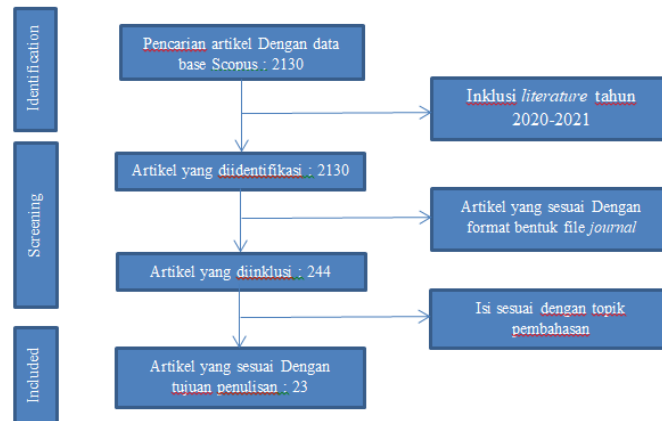 Identification
Pencarian artikel Dengan data
base Scopus : 2130
Inklusi literature tahun
2020-2021
Screening
Artikel yang diidentifikasi : 2130
Artikel yang sesuai Dengan
format bentuk file journal
Artikel yang diinklusi : 244
Isi sesuai dengan topik
pembahasan
Included
Artikel yang sesuai Dengan
tujuan penulisan : 23